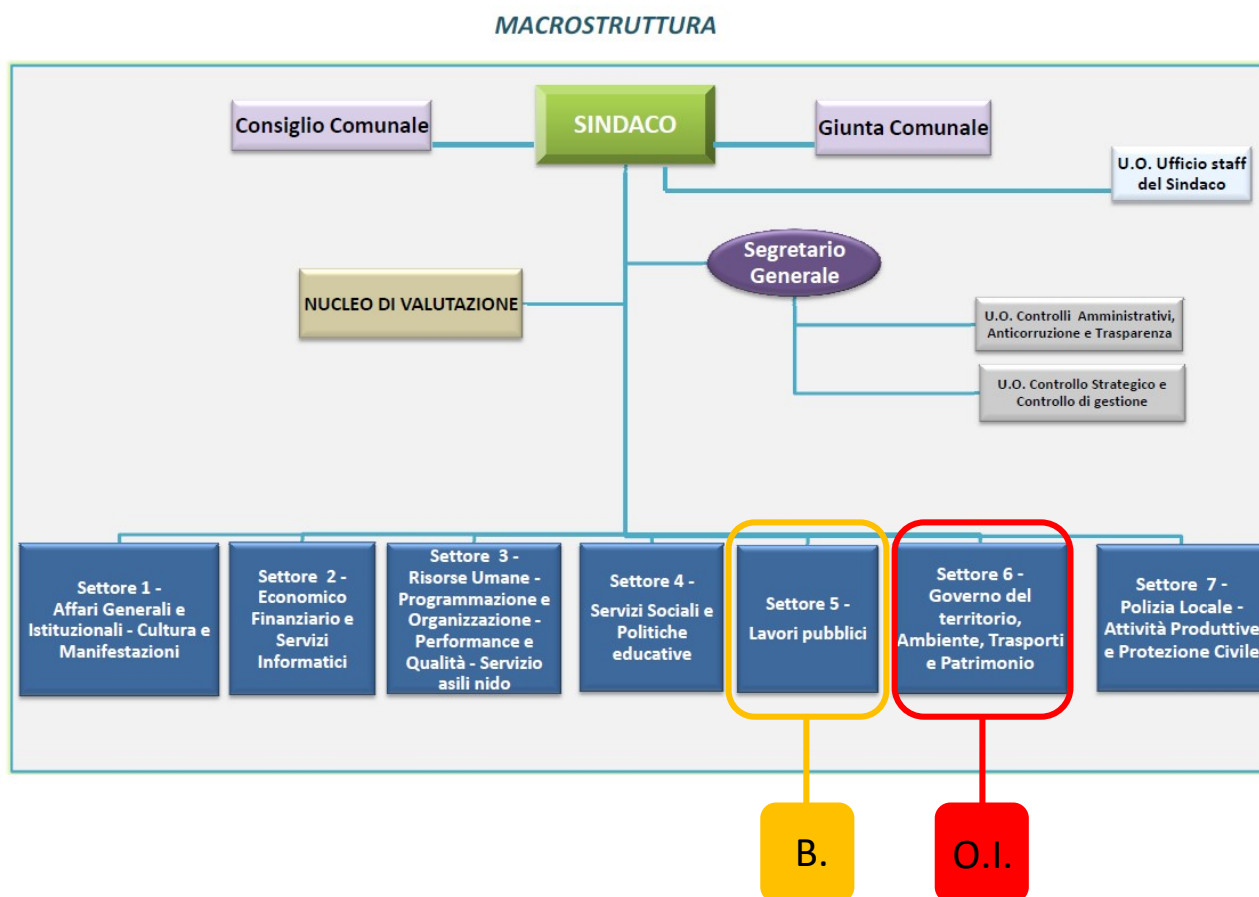 MACROSTRUTTURA
Consiglio Comunale
SINDACO
Giunta Comunale
U.O. Ufficio staff
del Sindaco
Segretario
Generale
NUCLEO DI VALUTAZIONE
U.O. Controlli Amministrativi,
Anticorruzione e Trasparenza
U.O. Controllo Strategico e
Controllo di gestione
Settore 1 -
Affari Generali e
Istituzionali - Cultura e
Manifestazioni
Settore 2 -
Economico
Finanziario e
Servizi
Informatici
Settore 3 -
Risorse Umane -
Programmazione e
Organizzazione -
Performance e
Qualità - Servizio
asili nido
Settore 4 -
Servizi Sociali e
Politiche
educative
Settore 5 -
Lavori pubblici
Settore 6 -
Governo del
territorio,
Ambiente, Trasporti
e Patrimonio
Settore 7 -
Polizia Locale -
Attività Produttive
e Protezione Civile
B.
O.I.